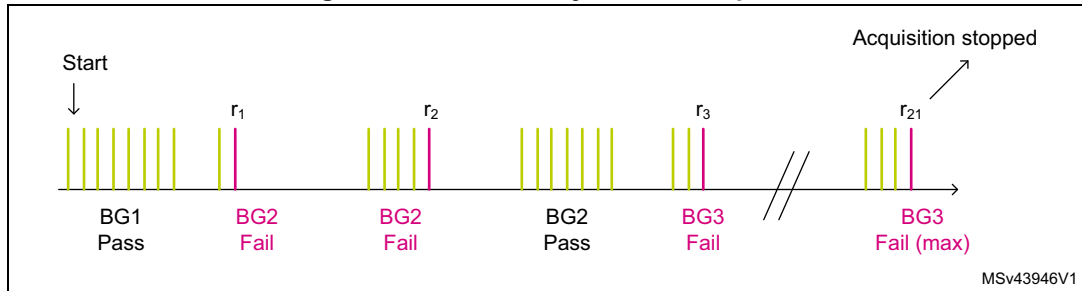 Acquisition stopped
Start
r1 r2 r3 r21
BG1 BG2 BG2 BG2 BG3 BG3
Pass Fail Fail Pass Fail Fail (max)
MSv43946V1